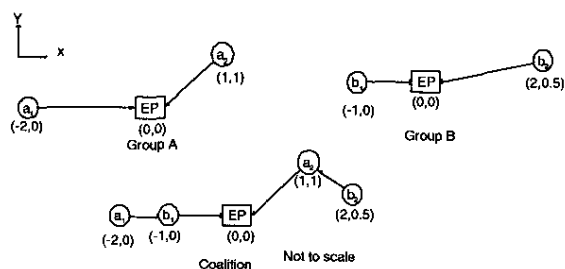 Y
x
a₂
(1,1)
a₁
EP
(-2,0)
(0,0)
Group A
b₂
b₁
EP
(2,0.5)
(-1,0)
(0,0)
Group B
a₂
(1,1)
b₂
(2,0.5)
a₁
b₁
EP
(-2,0)
(-1,0)
(0,0)
Coalition
Not to scale